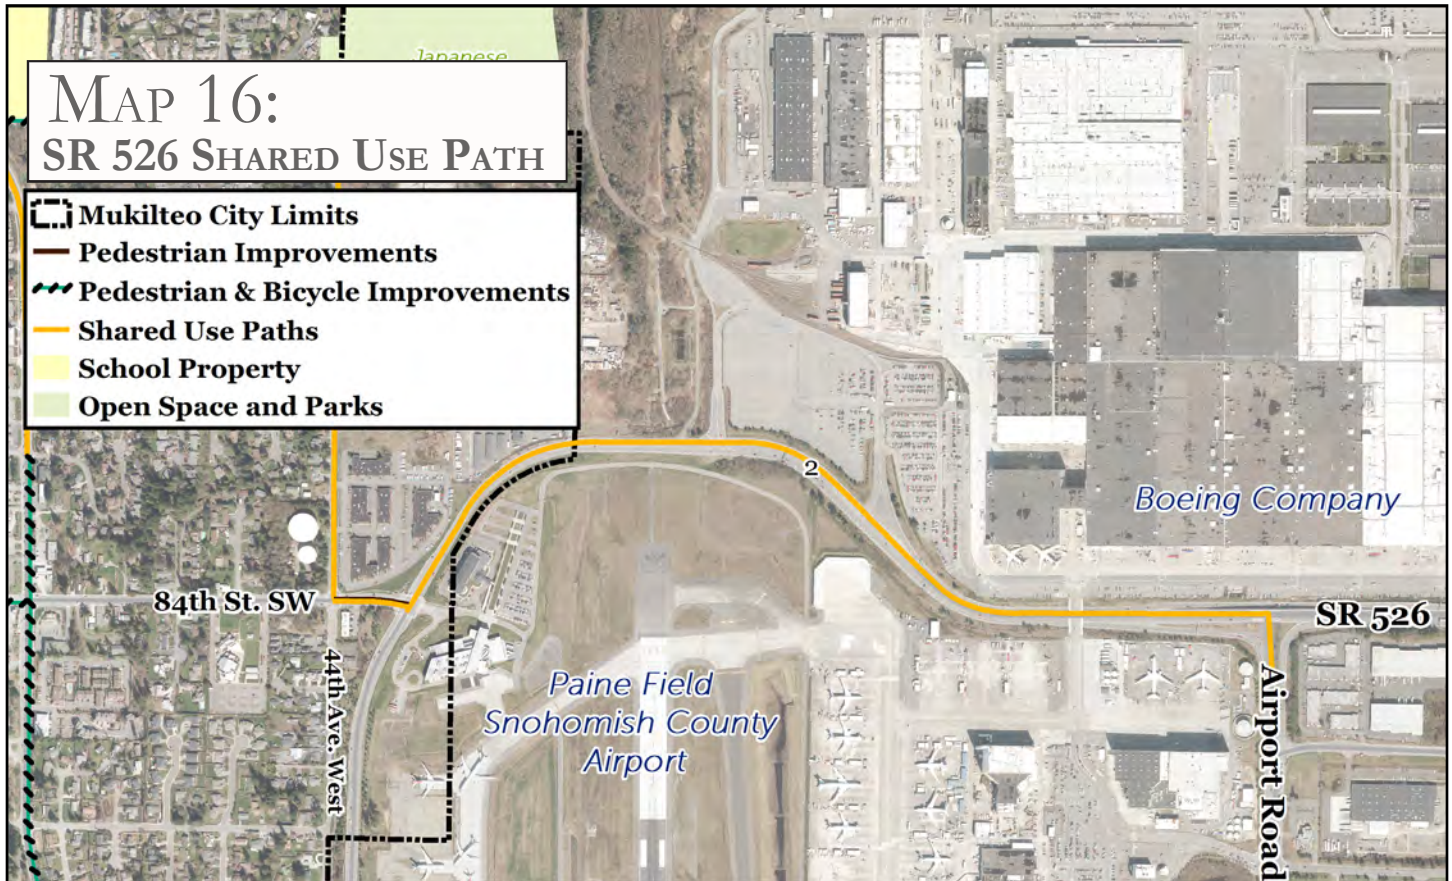 Japanese
MAP 16:
SR 526 SHARED USE PATH
Mukilteo City Limits
Pedestrian Improvements
Pedestrian & Bicycle Improvements
Shared Use Paths
School Property
Open Space and Parks
2
Boeing Company
84th St. SW
SR 526
44th Ave. West
Paine Field
Snohomish County
Airport
Airport Road